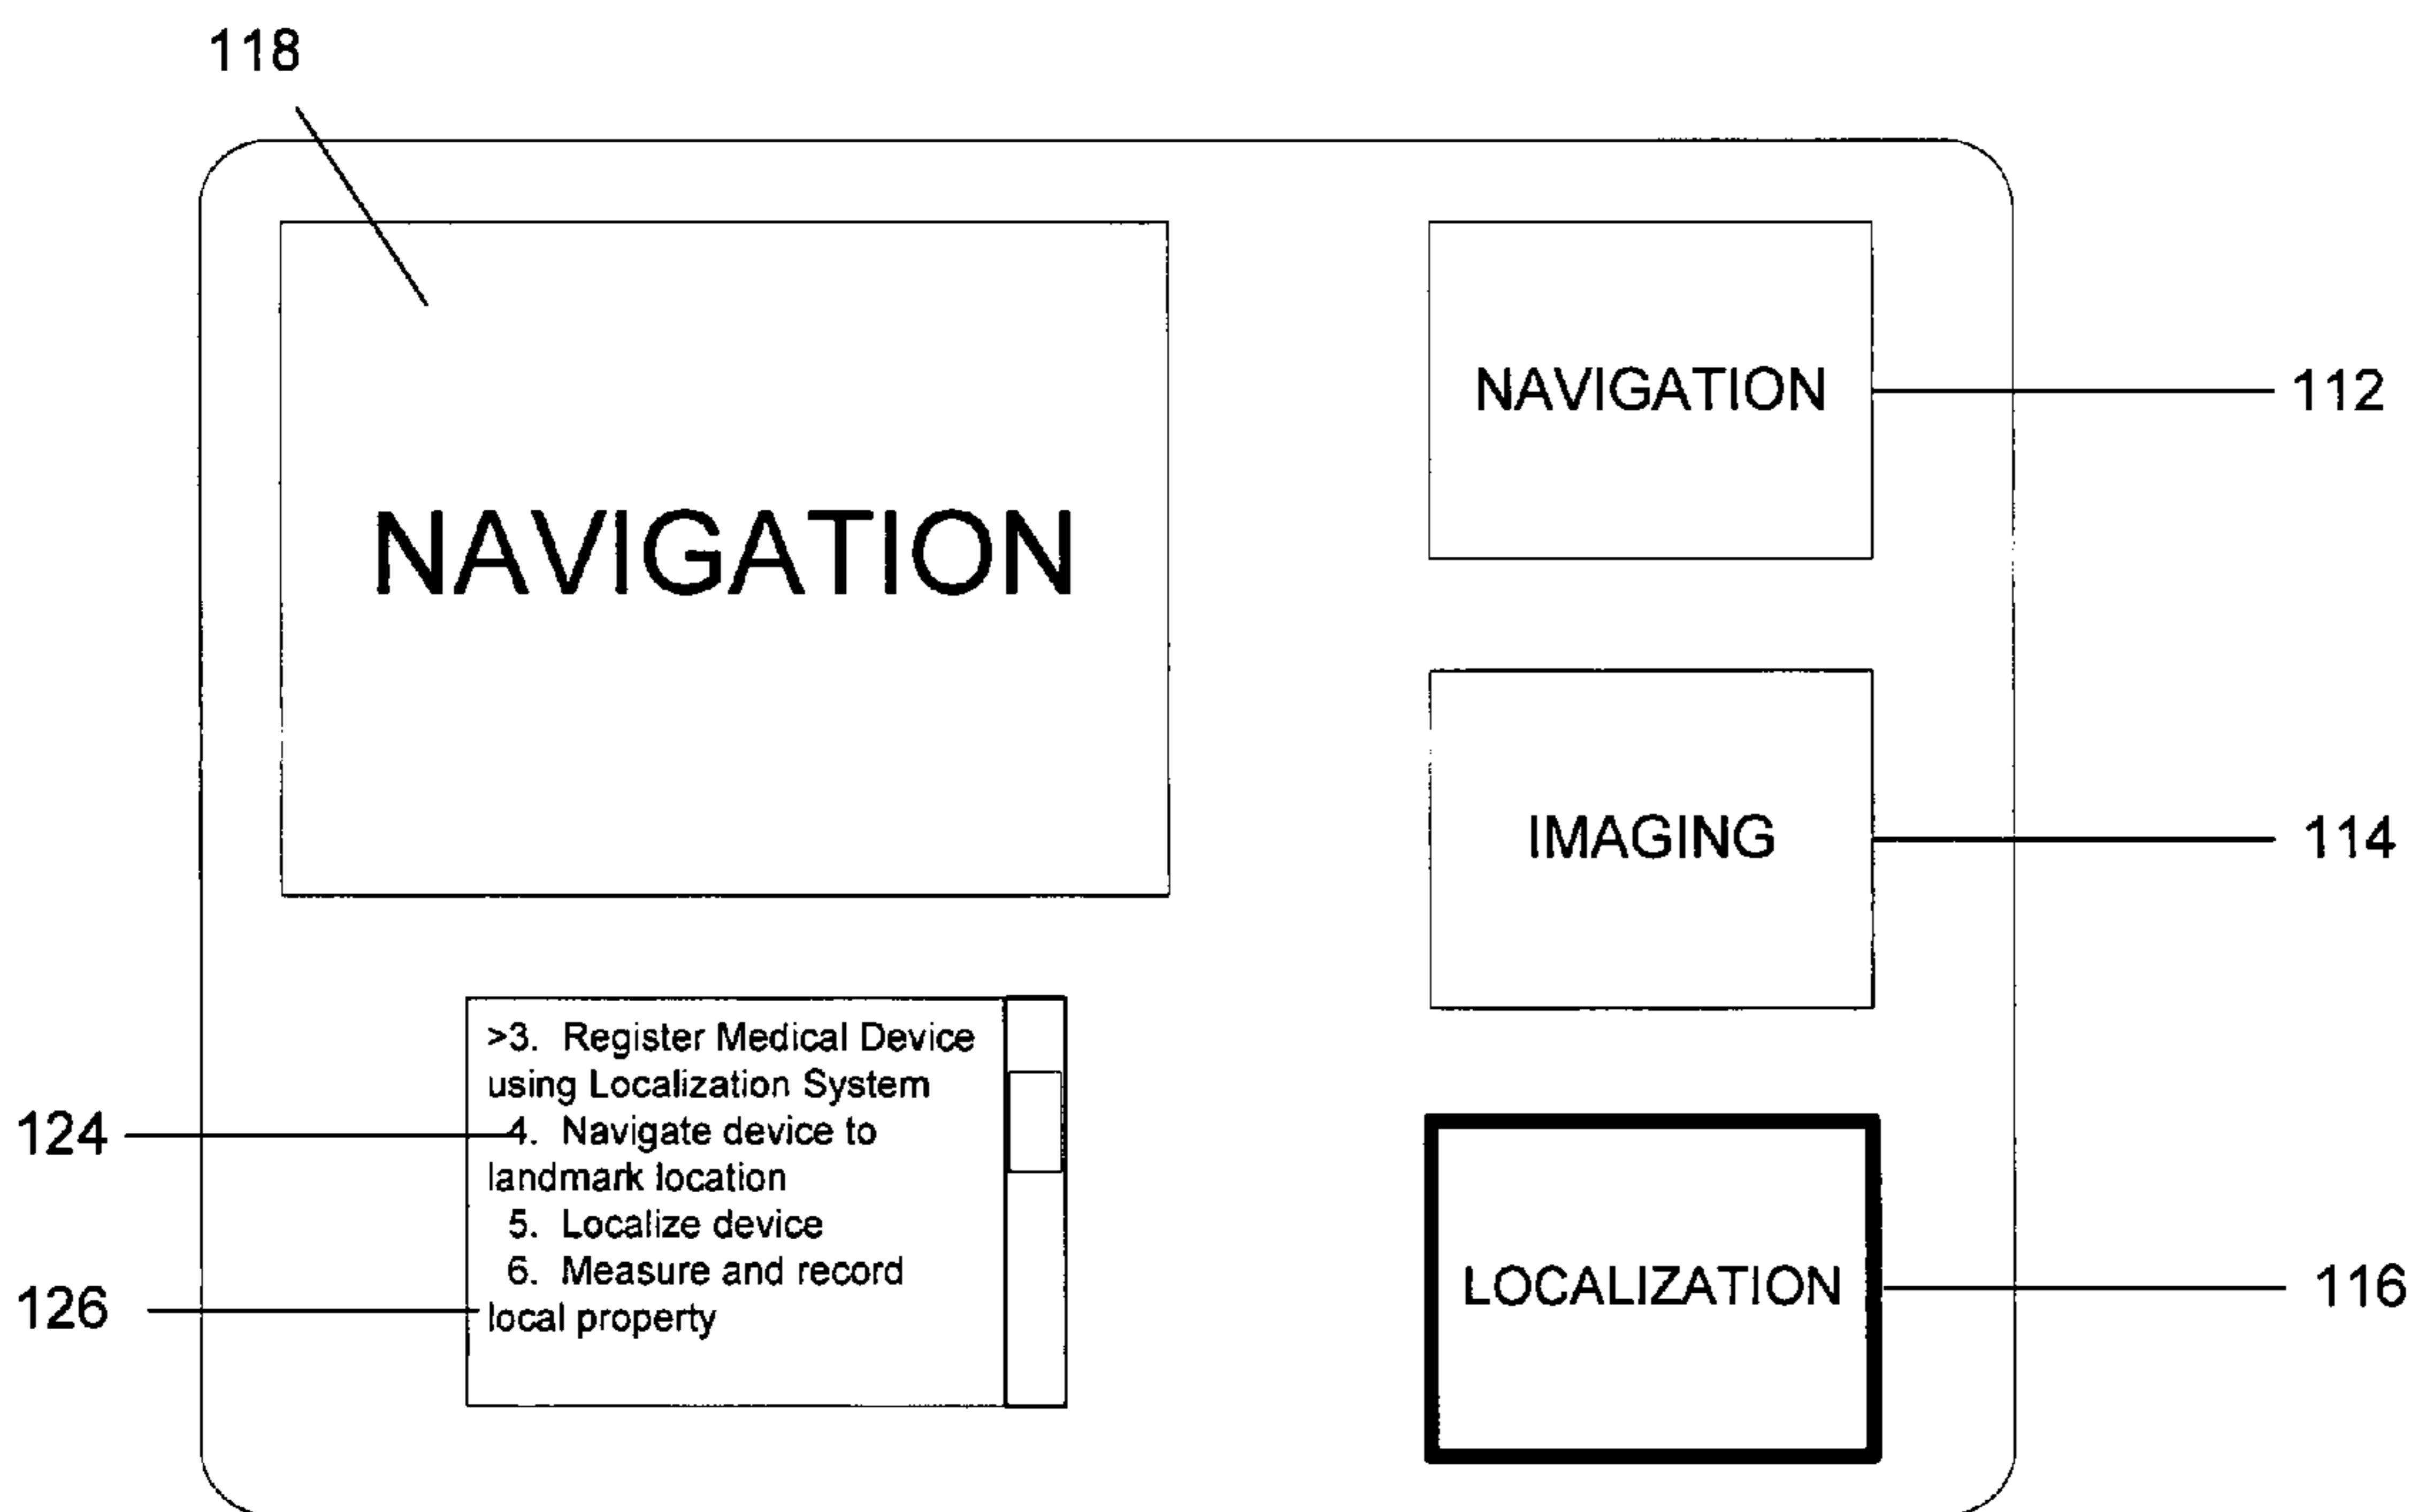 118
NAVIGATION
NAVIGATION
112
IMAGING
114
>3. Register Medical Device
using Localization System
124
4. Navigate device to
landmark location
5. Localize device
6. Measure and record
126
local property
LOCALIZATION
116